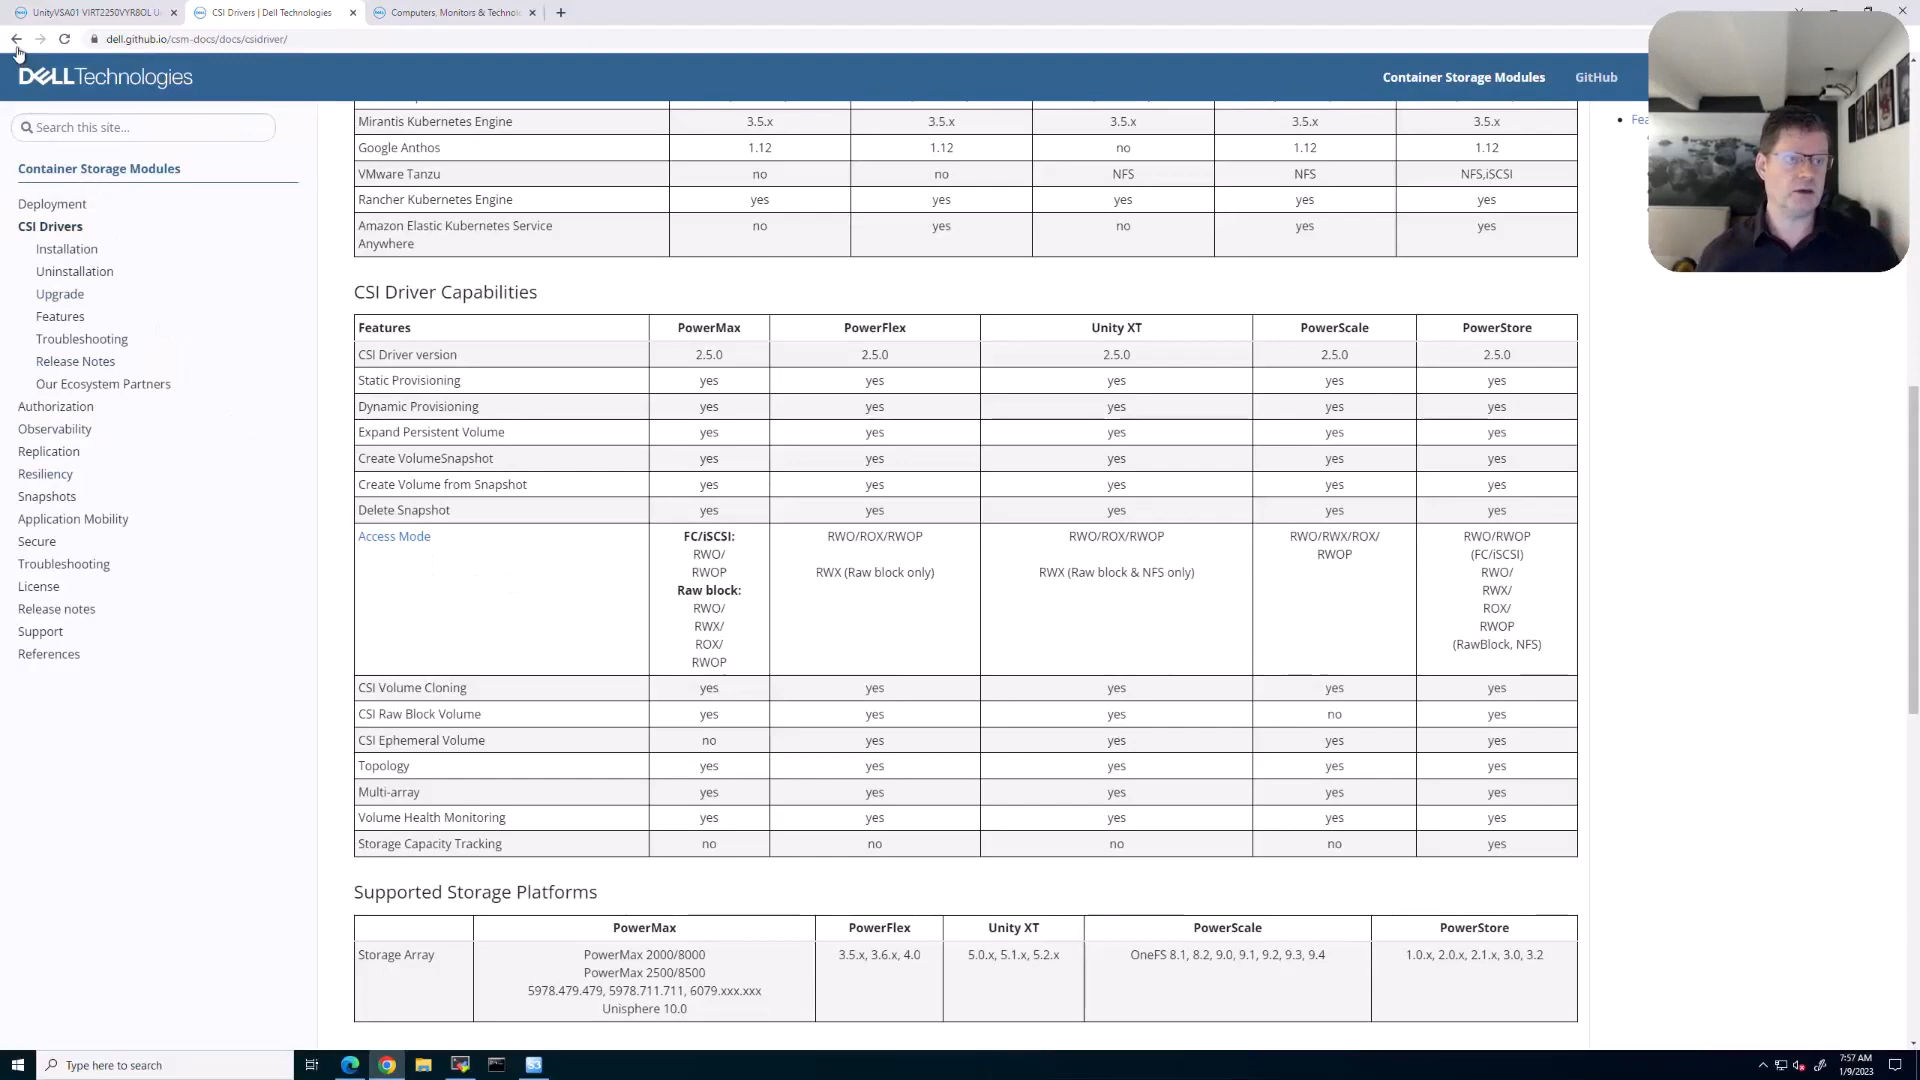 UnityVSA01 VIRT2250VYR8OL U
CSI Drivers | Dell Technologies
Computers, Monitors & Technol
dell.github.io/csm-docs/docs/csidriver/
DELL Technologies
Container Storage Modules
GitHub
Search this site...
Container Storage Modules
Deployment
CSI Drivers
Installation
Uninstallation
Upgrade
Features
Troubleshooting
Release Notes
Our Ecosystem Partners
Authorization
Observability
Replication
Resiliency
Snapshots
Application Mobility
Secure
Troubleshooting
License
Release notes
Support
References
Mirantis Kubernetes Engine 3.5.x 3.5.x 3.5.x 3.5.x 3.5.x
Google Anthos 1.12 1.12 no 1.12 1.12
VMware Tanzu no no NFS NFS NFS,iSCSI
Rancher Kubernetes Engine yes yes yes yes yes
Amazon Elastic Kubernetes Service no yes no yes yes
Anywhere
CSI Driver Capabilities
Features PowerMax PowerFlex Unity XT PowerScale PowerStore
CSI Driver version 2.5.0 2.5.0 2.5.0 2.5.0 2.5.0
Static Provisioning yes yes yes yes yes
Dynamic Provisioning yes yes yes yes yes
Expand Persistent Volume yes yes yes yes yes
Create VolumeSnapshot yes yes yes yes yes
Create Volume from Snapshot yes yes yes yes yes
Delete Snapshot yes yes yes yes yes
Access Mode FC/iSCSI: RWO/ROX/RWOP RWO/ROX/RWOP RWO/RWX/ROX/ RWO/RWOP
RWO/ RWOP (FC/iSCSI)
RWOP RWX (Raw block only) RWX (Raw block & NFS only) RWO/
Raw block: RWX/
RWO/ ROX/
RWX/ RWOP
ROX/ (RawBlock, NFS)
RWOP
CSI Volume Cloning yes yes yes yes yes
CSI Raw Block Volume yes yes yes no yes
CSI Ephemeral Volume no yes yes yes yes
Topology yes yes yes yes yes
Multi-array yes yes yes yes yes
Volume Health Monitoring yes yes yes yes yes
Storage Capacity Tracking no no no no yes
Supported Storage Platforms
PowerMax PowerFlex Unity XT PowerScale PowerStore
Storage Array PowerMax 2000/8000 3.5.x, 3.6.x, 4.0 5.0.x, 5.1.x, 5.2.x OneFS 8.1, 8.2, 9.0, 9.1, 9.2, 9.3, 9.4 1.0.x, 2.0.x, 2.1.x, 3.0, 3.2
PowerMax 2500/8500
5978.479.479, 5978.711.711, 6079.xxx.xxx
Unisphere 10.0
Fea
Type here to search
S3
7:57 AM
1/9/2023